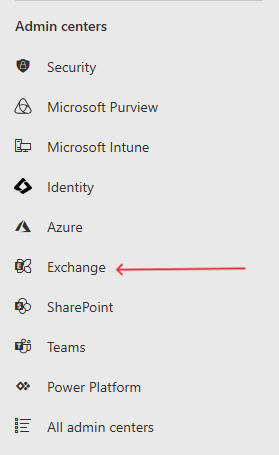 Admin centers
Security
Microsoft Purview
Microsoft Intune
Identity
Azure
Exchange
SharePoint
Teams
Power Platform
All admin centers